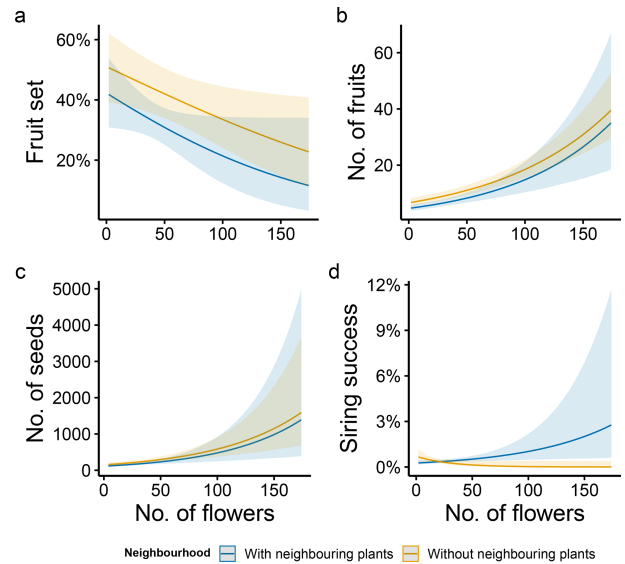 a
60%
40%
20%
Fruit set
0 50 100 150
b
60
40
20
No. of fruits
0 50 100 150
c
5000
4000
3000
2000
1000
0
No. of seeds
0 50 100 150
No. of flowers
d
12%
9%
6%
3%
0%
Siring success
0 50 100 150
No. of flowers
Neighbourhood With neighbouring plants Without neighbouring plants